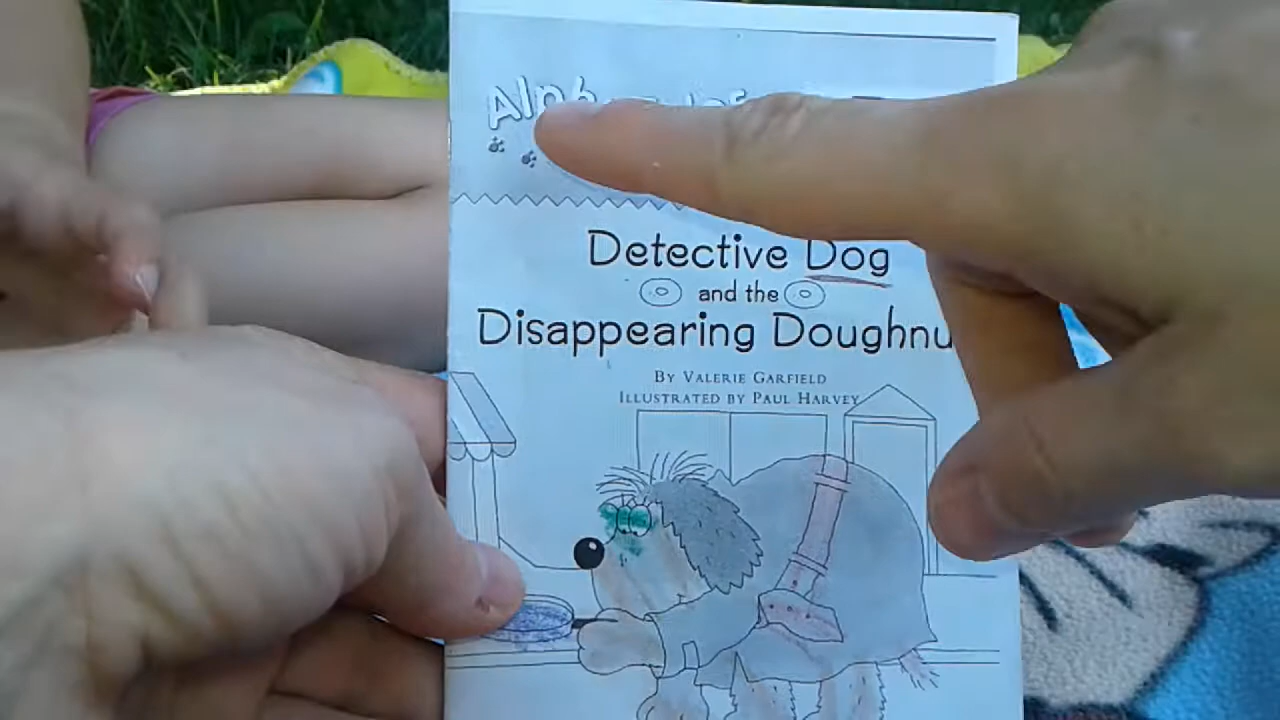 Detective Dog
and the
Disappearing Doughnu
BY VALERIE GARFIELD
ILLUSTRATED BY PAUL HARVEY